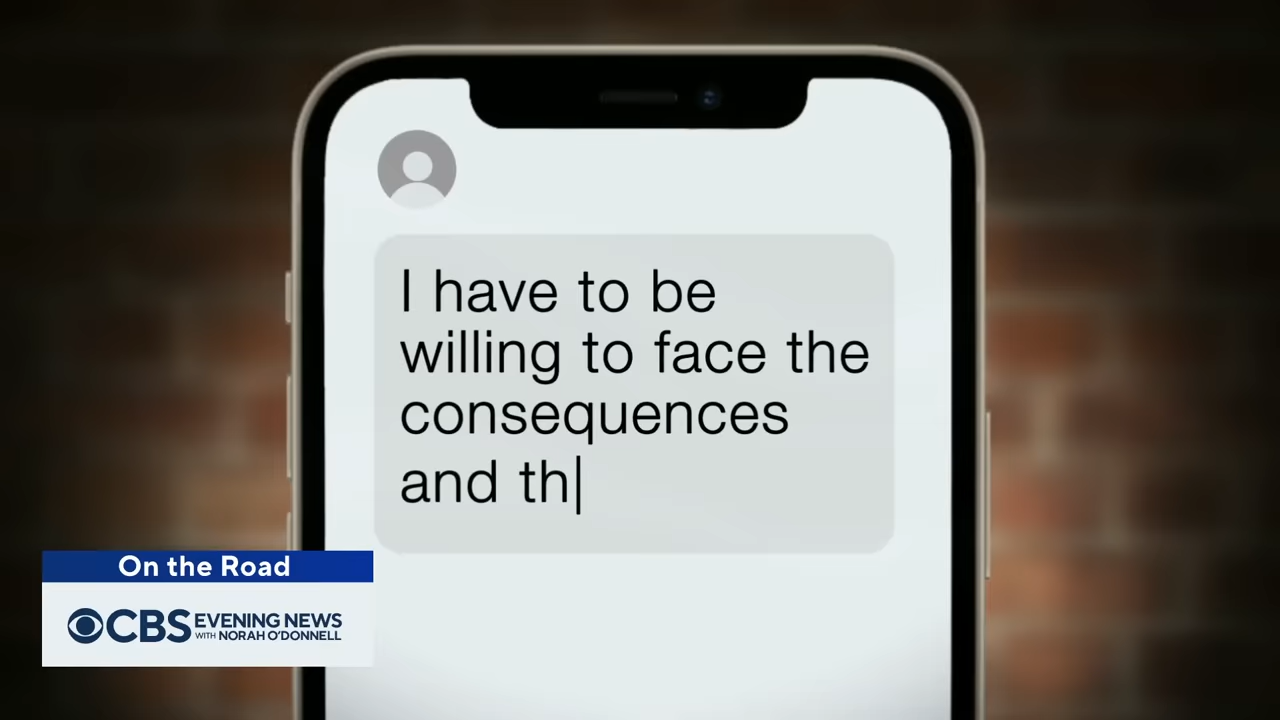 I have to be
willing to face the
consequences
and th
On the Road
CBS EVENING NEWS
WITH NORAH O'DONNELL